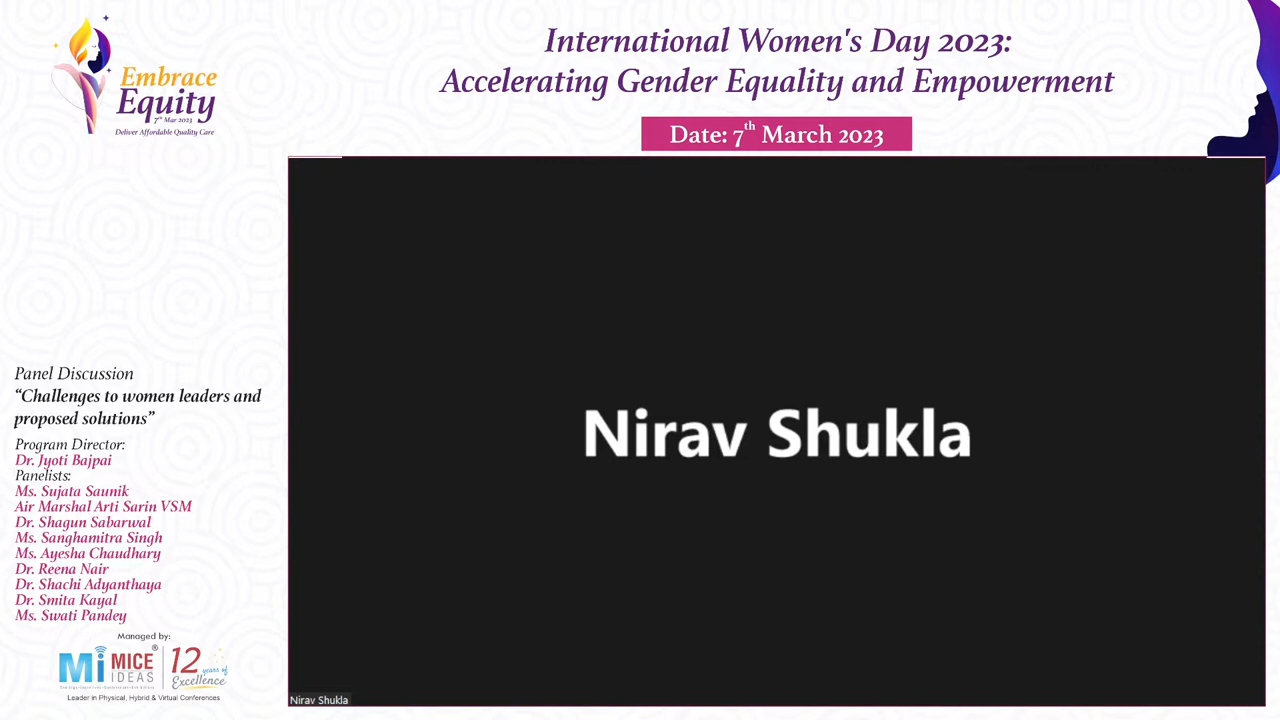 Embrace
Equity
7th Mar 2023
Deliver Affordable Quality Care
International Women's Day 2023:
Accelerating Gender Equality and Empowerment
Date: 7th March 2023
Nirav Shukla
Nirav Shukla
Panel Discussion
“Challenges to women leaders and
proposed solutions”
Program Director:
Dr. Jyoti Bajpai
Panelists:
Ms. Sujata Saunik
Air Marshal Arti Sarin VSM
Dr. Shagun Sabarwal
Ms. Sanghamitra Singh
Ms. Ayesha Chaudhary
Dr. Reena Nair
Dr. Shachi Adyanthaya
Dr. Smita Kayal
Ms. Swati Pandey
Managed by:
Mi MICE IDEAS ®
12 years of Excellence
Leader in Physical, Hybrid & Virtual Conferences